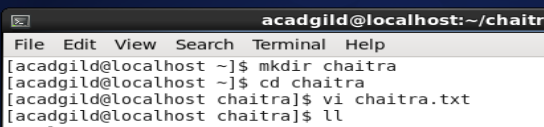 acadgild@localhost:~/chaitr
File Edit View Search Terminal Help
[acadgild@localhost ~]$ mkdir chaitra
[acadgild@localhost ~]$ cd chaitra
[acadgild@localhost chaitra]$ vi chaitra.txt
[acadgild@localhost chaitra]$ ll